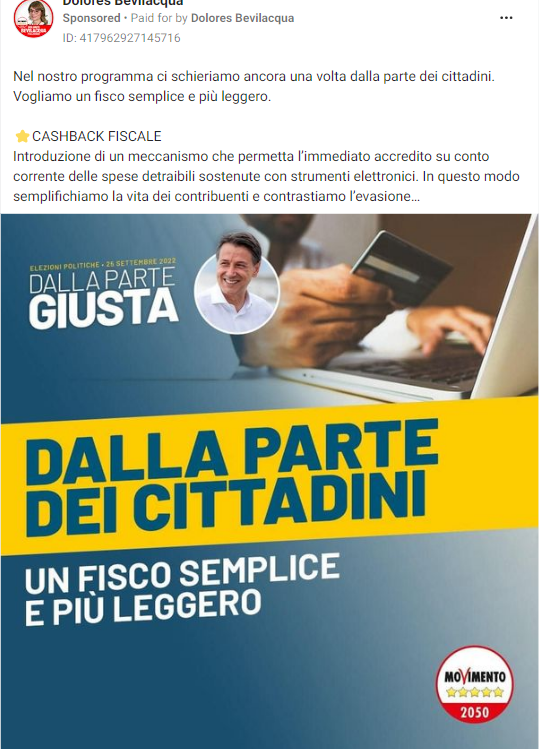 Dolores Bevilacqua
Sponsored • Paid for by Dolores Bevilacqua
ID: 417962927145716
Nel nostro programma ci schieriamo ancora una volta dalla parte dei cittadini.
Vogliamo un fisco semplice e più leggero.
⭐CASHBACK FISCALE
Introduzione di un meccanismo che permetta l’immediato accredito su conto
corrente delle spese detraibili sostenute con strumenti elettronici. In questo modo
semplifichiamo la vita dei contribuenti e contrastiamo l’evasione...
ELEZIONI POLITICHE • 25 SETTEMBRE 2022
DALLA PARTE
GIUSTA
DALLA PARTE
DEI CITTADINI
UN FISCO SEMPLICE
E PIÙ LEGGERO
MOVIMENTO
2050